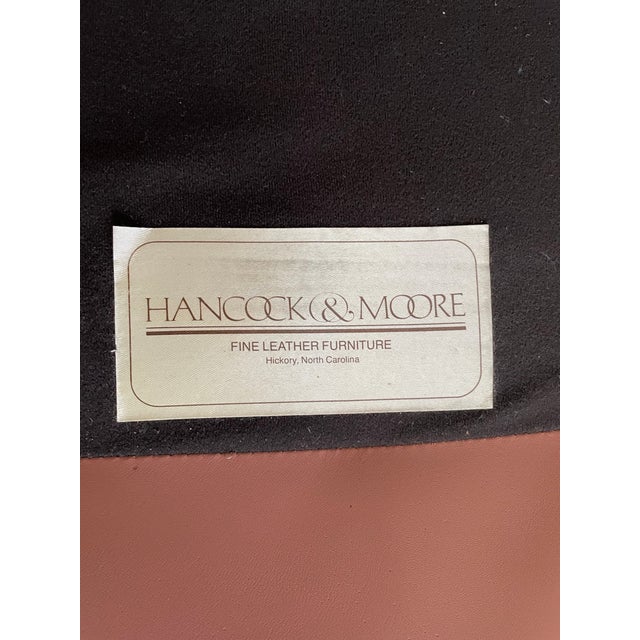 HANCOCK & MOORE
FINE LEATHER FURNITURE
Hickory, North Carolina